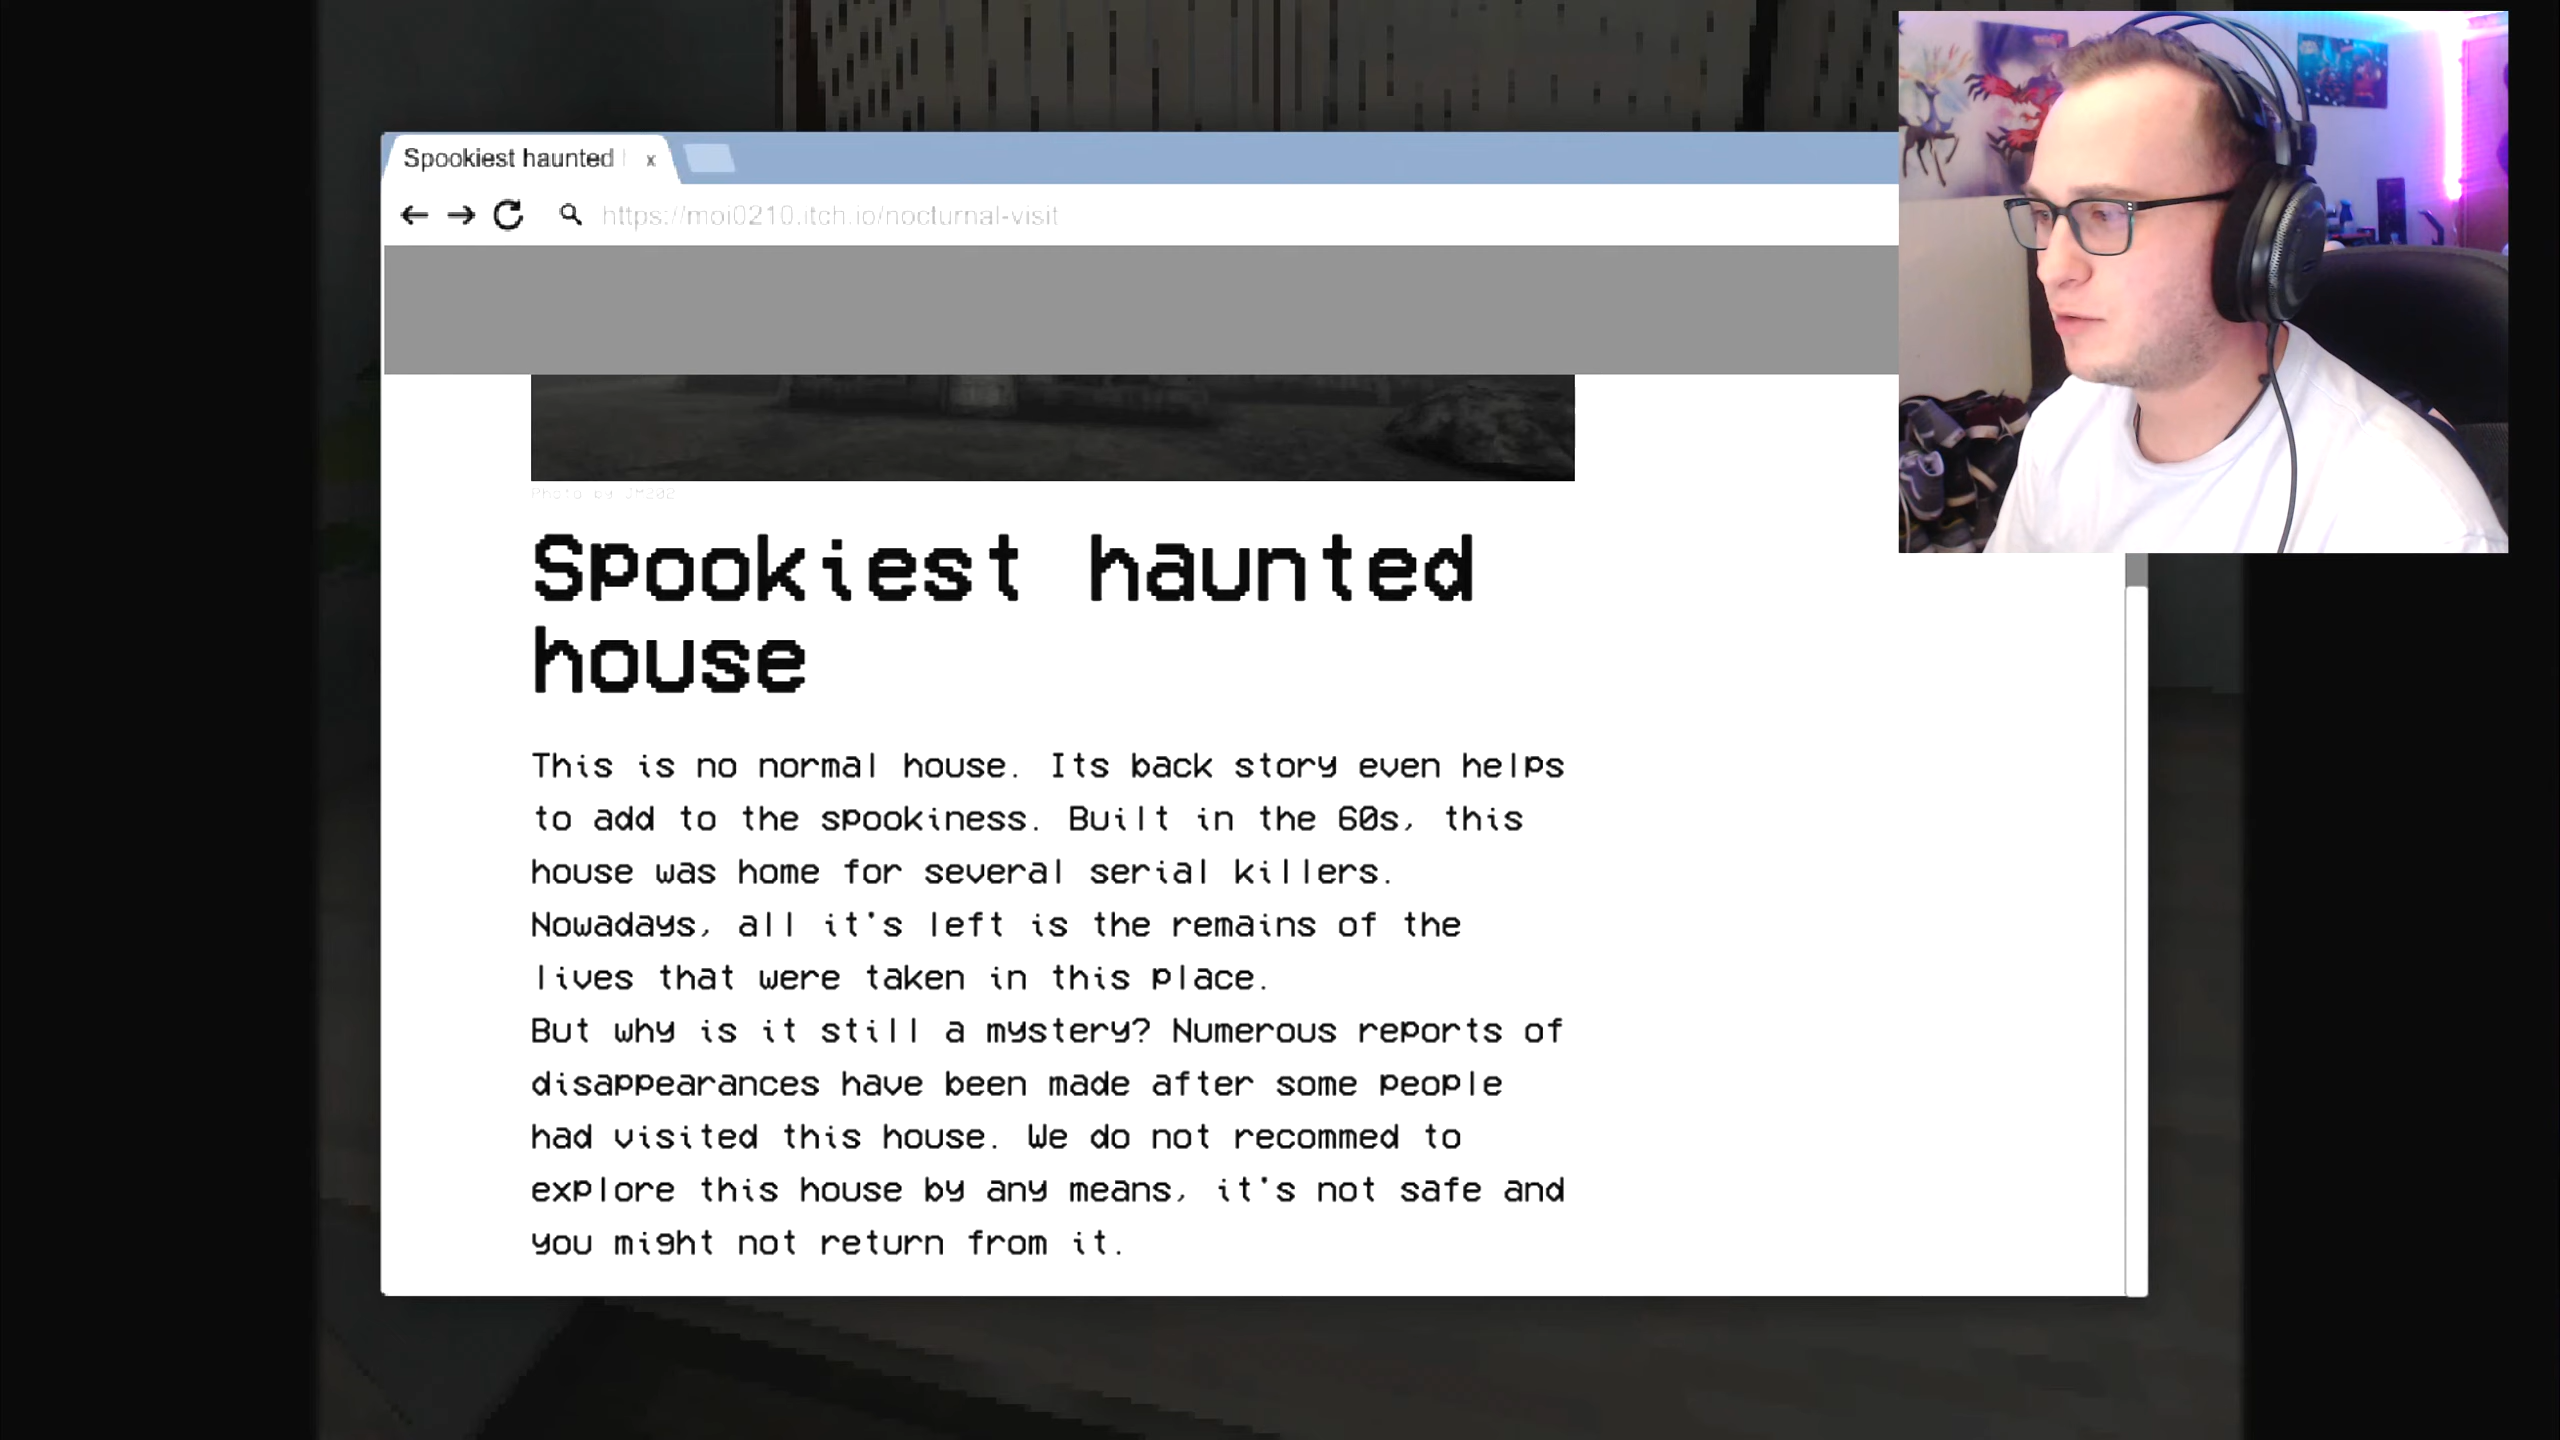 Spookiest haunted
x
https://moi0210.itch.io/nocturnal-visit
Photo by JM202
Spookiest haunted
house
This is no normal house. Its back story even helps
to add to the spookiness. Built in the 60s, this
house was home for several serial killers.
Nowadays, all it's left is the remains of the
lives that were taken in this place.
But why is it still a mystery? Numerous reports of
disappearances have been made after some people
had visited this house. We do not recommed to
explore this house by any means, it's not safe and
you might not return from it.